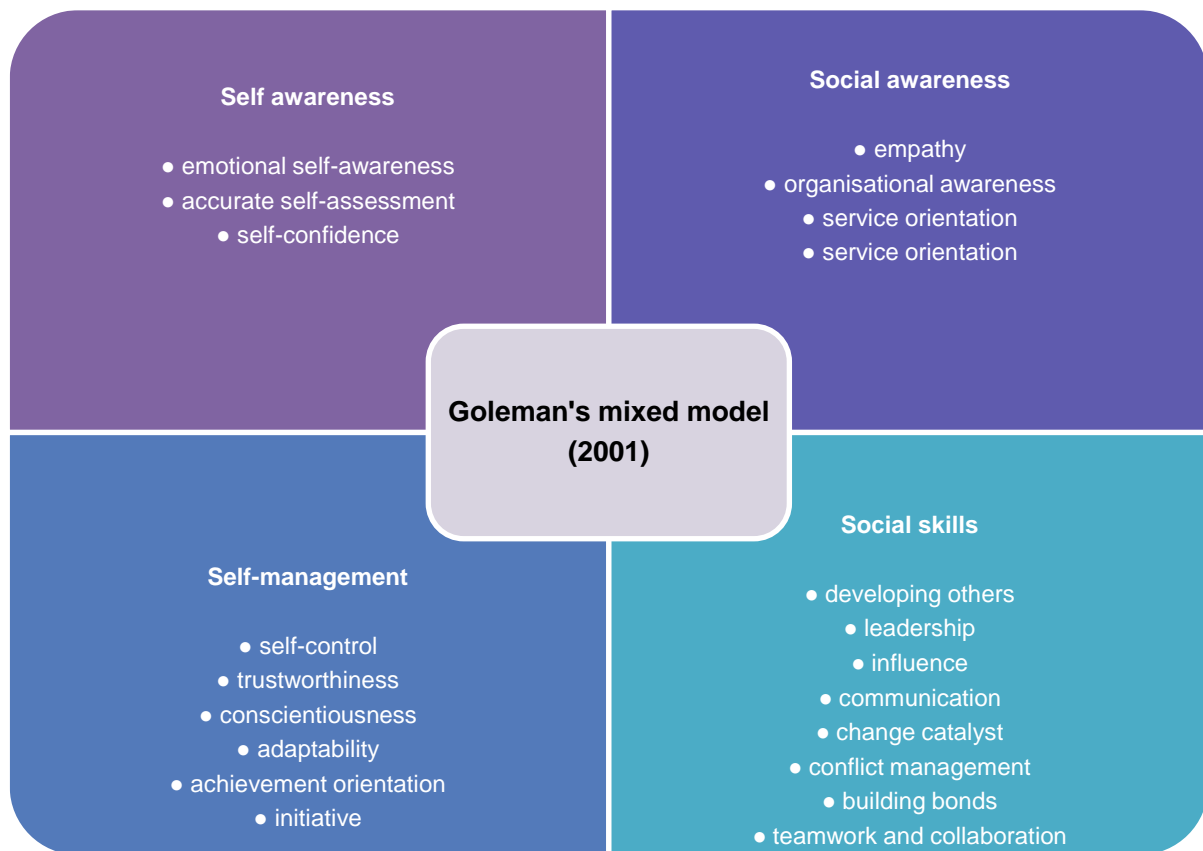 Self awareness
● emotional self-awareness
● accurate self-assessment
● self-confidence
Social awareness
● empathy
● organisational awareness
● service orientation
● service orientation
Goleman's mixed model
(2001)
Self-management
● self-control
● trustworthiness
● conscientiousness
● adaptability
● achievement orientation
● initiative
Social skills
● developing others
● leadership
● influence
● communication
● change catalyst
● conflict management
● building bonds
● teamwork and collaboration